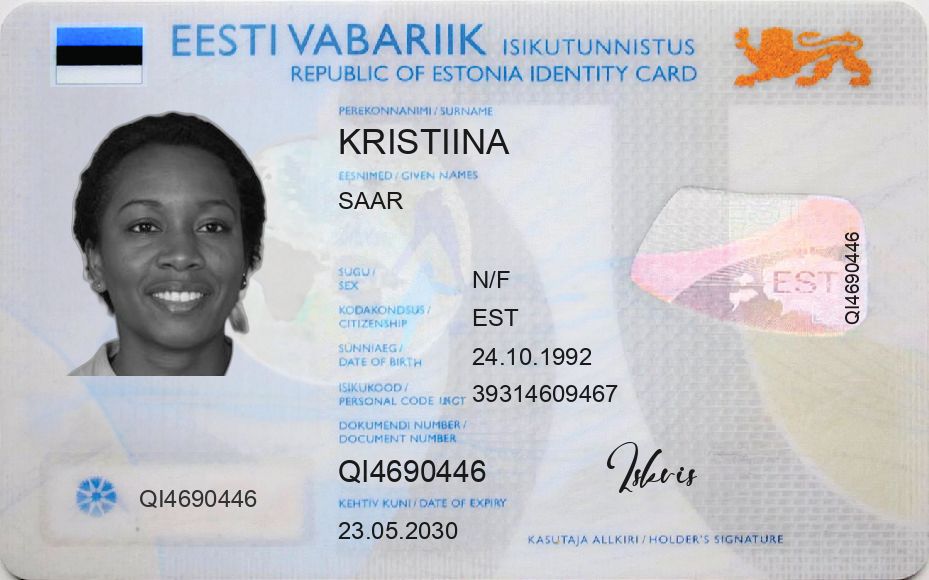 EESTI VABARIIK ISIKUTUNNISTUS
REPUBLIC OF ESTONIA IDENTITY CARD
PEREKONNANIMI / SURNAME
KRISTIINA
EESNIMED / GIVEN NAMES
SAAR
SUGU /
SEX
N/F
KODAKONDSUS /
CITIZENSHIP
EST
SÜNNIAEG /
DATE OF BIRTH
24.10.1992
ISIKUKOOD /
PERSONAL CODE
39314609467
DOKUMENDI NUMBER /
DOCUMENT NUMBER
QI4690446
KEHTIV KUNI / DATE OF EXPIRY
23.05.2030
EST
QI4690446
QI4690446
KASUTAJA ALLKIRI / HOLDER'S SIGNATURE